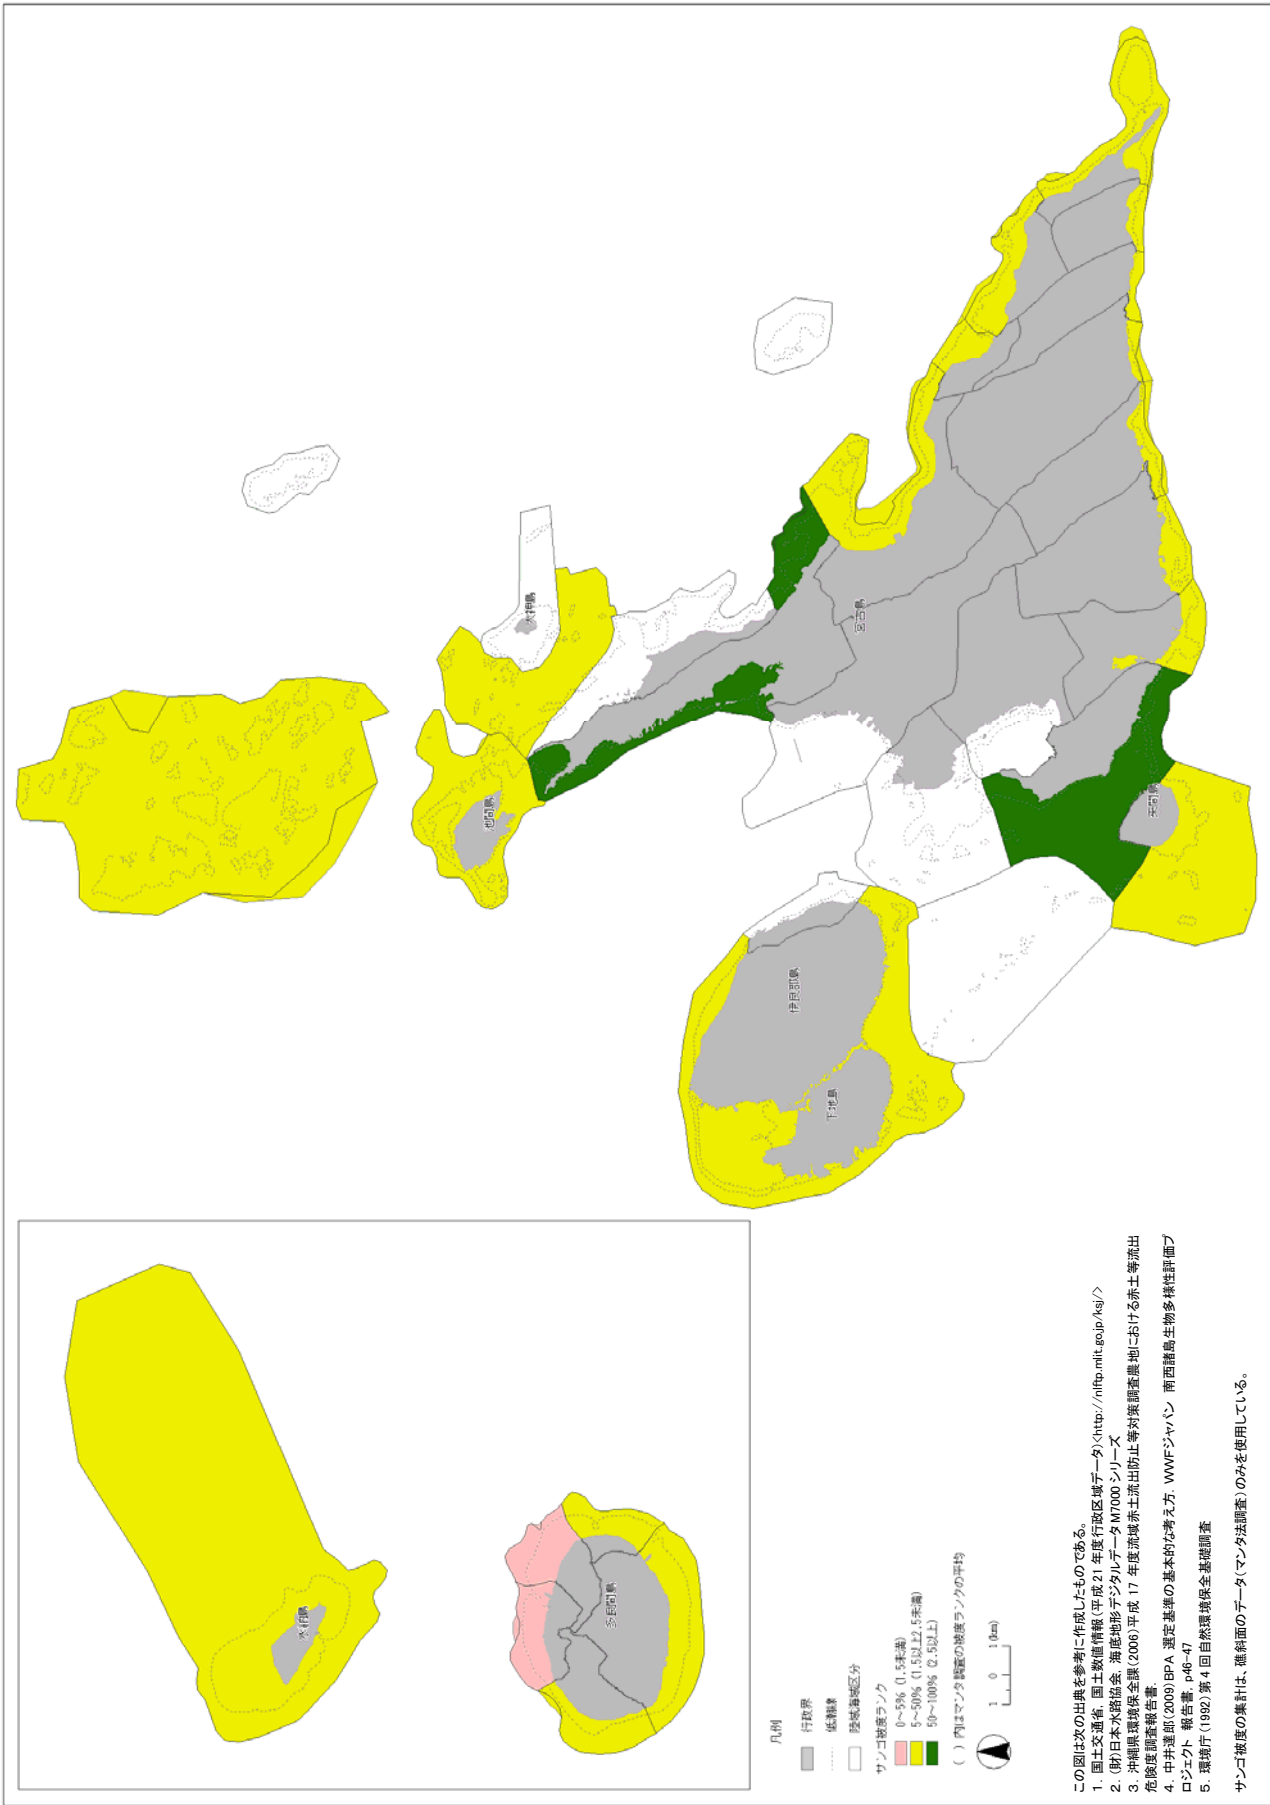 水納島
多良間島
池間島
大神島
宮古島
伊良部島
下地島
来間島
凡例
行政界
低潮線
陸域海域区分
サンゴ被度ランク
0～5% (1.5未満)
5～50% (1.5以上2.5未満)
50～100% (2.5以上)
( ) 内はマンタ調査の被度ランクの平均
1 0 1(km)
この図は次の出典を参考に作成したものである。
1. 国土交通省, 国土数値情報(平成 21 年度行政区域データ)<http://nlftp.mlit.go.jp/ksj/>
2. (財)日本水路協会, 海底地形デジタルデータ M7000 シリーズ
3. 沖縄県環境保全課(2006)平成 17 年度流域赤土流出防止等対策調査農地における赤土等流出
危険度調査報告書.
4. 中井達郎(2009)BPA 選定基準の基本的な考え方. WWFジャパン 南西諸島生物多様性評価プ
ロジェクト 報告書, p46-47
5. 環境庁(1992)第 4 回自然環境保全基礎調査
サンゴ被度の集計は、礁斜面のデータ(マンタ法調査)のみを使用している。